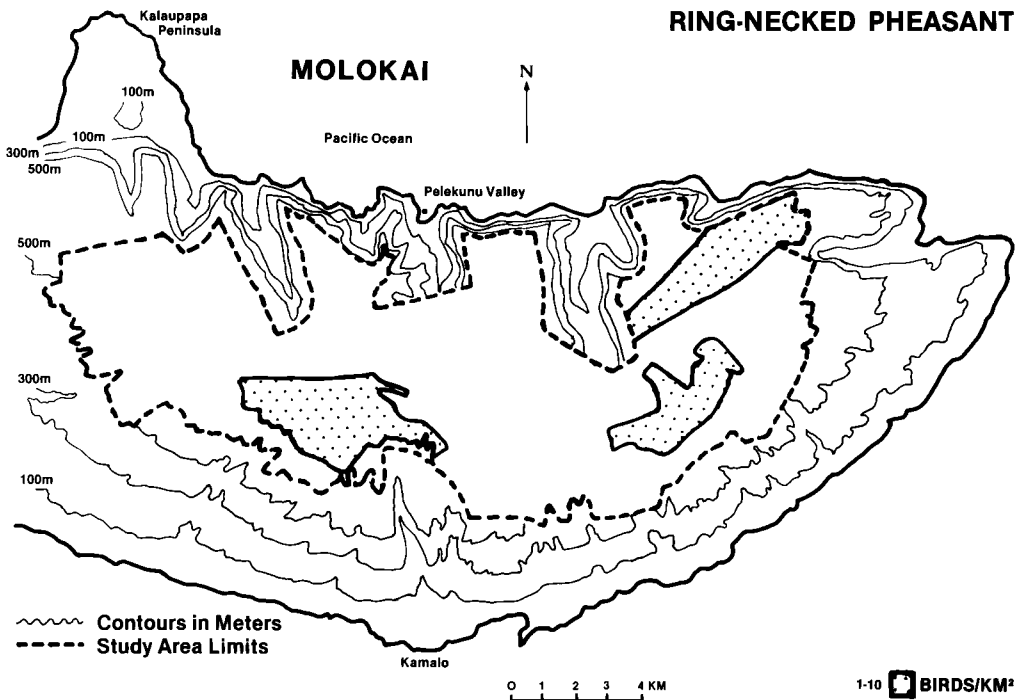 RING-NECKED PHEASANT
Kalaupapa
Peninsula
MOLOKAI
N
100m
Pacific Ocean
100m
300m
500m
Pelekunu Valley
500m
300m
100m
Contours in Meters
Study Area Limits
Kamalo
0 1 2 3 4 KM
1-10 BIRDS/KM²